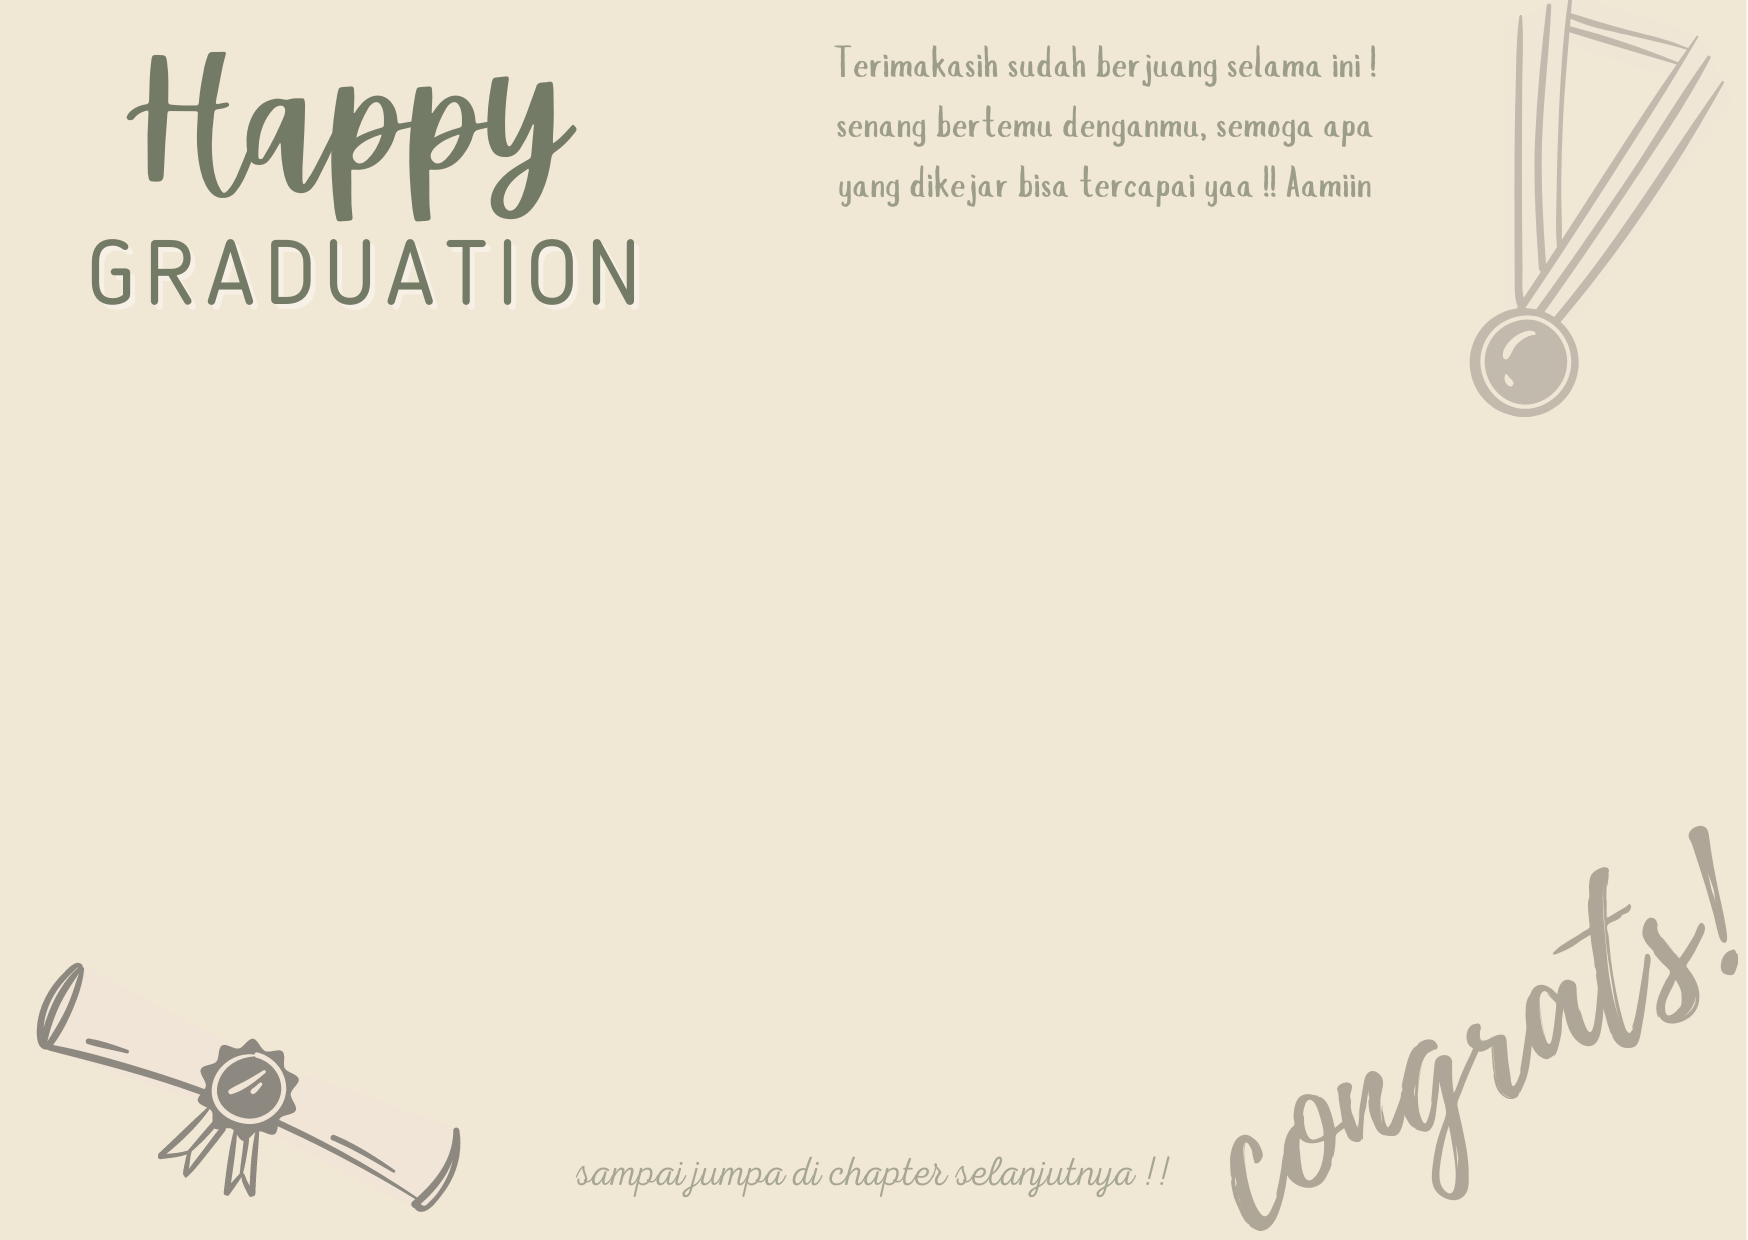 Happy
GRADUATION
Terimakasih sudah berjuang selama ini !
senang bertemu denganmu, semoga apa
yang dikejar bisa tercapai yaa !! Aamiin
congrats!
sampai jumpa di chapter selanjutnya !!